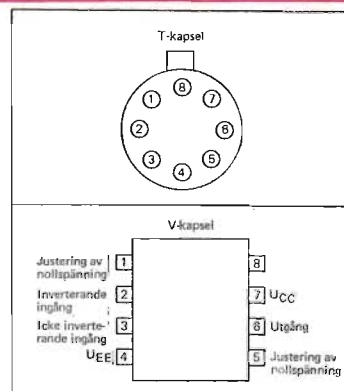 T-kapsel
8
1
7
2
6
3
5
4
V-kapsel
Justering av
nollspänning
1
8
Inverterande
ingång
2
7
UCC
Icke inverte-
rande ingång
3
6
Utgång
UEE
4
5
Justering av
nollspänning